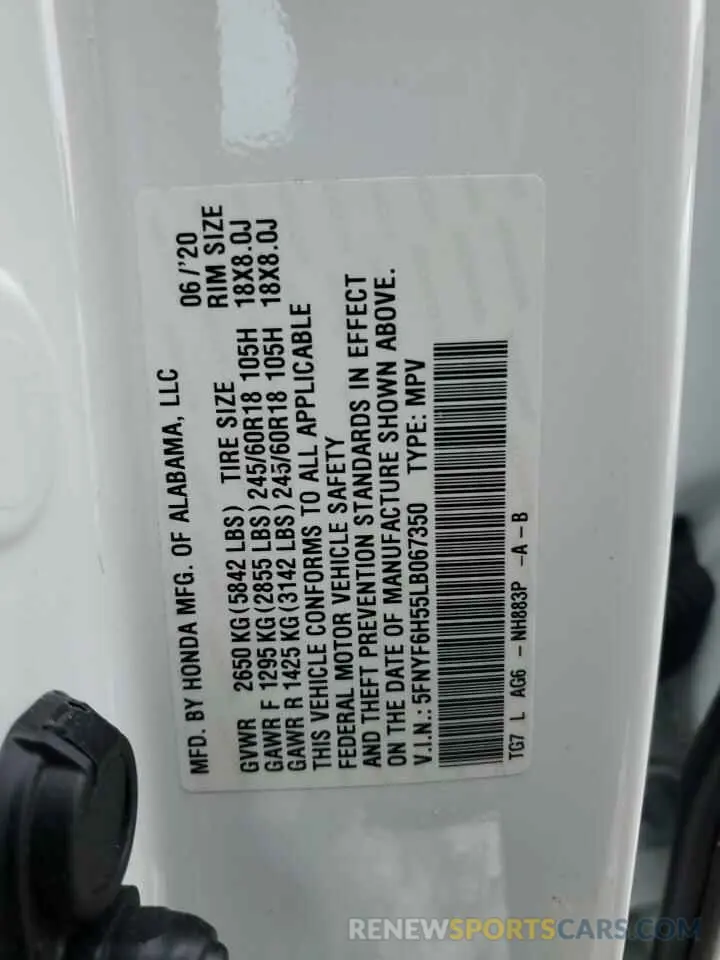 MFD. BY HONDA MFG. OF ALABAMA, LLC 06/'20
GVWR 2650 KG (5842 LBS) TIRE SIZE RIM SIZE
GAWR F 1295 KG (2855 LBS) 245/60R18 105H 18X8.0J
GAWR R 1425 KG (3142 LBS) 245/60R18 105H 18X8.0J
THIS VEHICLE CONFORMS TO ALL APPLICABLE
FEDERAL MOTOR VEHICLE SAFETY
AND THEFT PREVENTION STANDARDS IN EFFECT
ON THE DATE OF MANUFACTURE SHOWN ABOVE.
V.I.N.: 5FNYF6H55LB067350 TYPE: MPV
TG7 L AG6 -NH883P -A-B
RENEWSPORTSCARS.COM